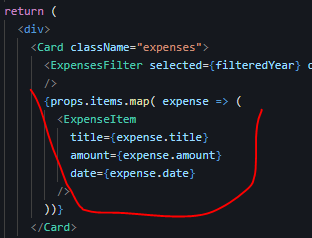 return (
<div>
<Card className="expenses">
<ExpensesFilter selected={filteredYear}
/>
{props.items.map( expense => (
<ExpenseItem
title={expense.title}
amount={expense.amount}
date={expense.date}
/>
))}
</Card>